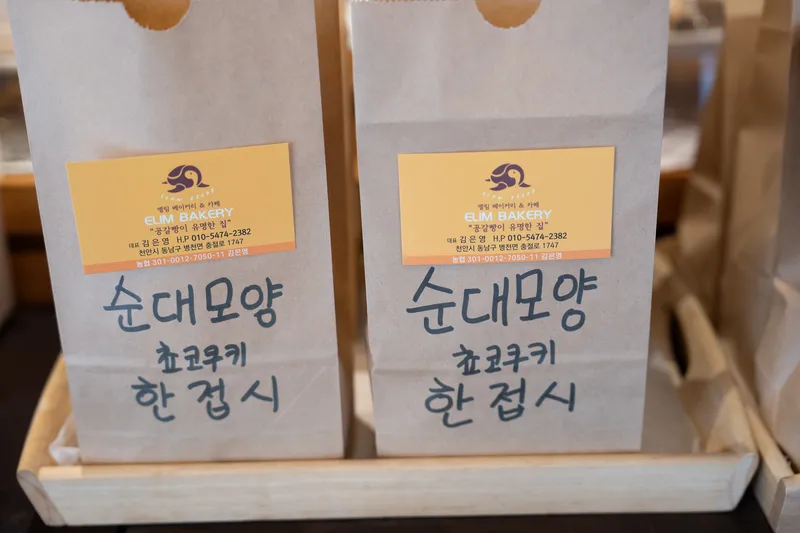 엘림 베이커리 & 카페
ELIM BAKERY
"공갈빵이 유명한 집"
대표 김은영 H.P 010-5474-2382
천안시 동남구 병천면 충절로 1747
농협 301-0012-7050-11 김은영
순대모양
쵸코쿠키
한접시
엘림 베이커리 & 카페
ELIM BAKERY
"공갈빵이 유명한 집"
대표 김은영 H.P 010-5474-2382
천안시 동남구 병천면 충절로 1747
농협 301-0012-7050-11 김은영
순대모양
쵸코쿠키
한접시